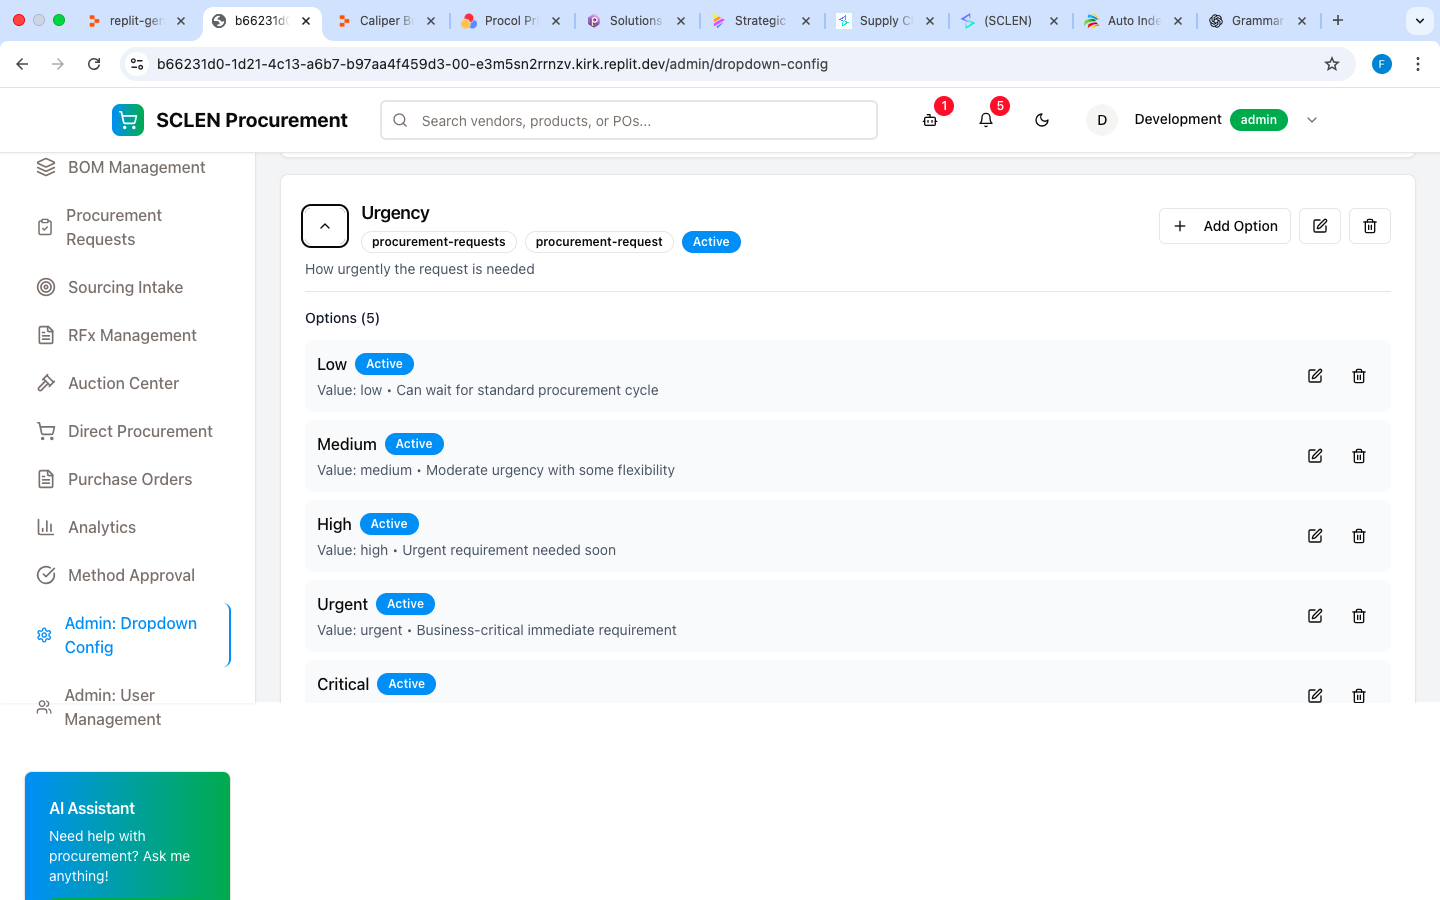 replit-gen
b66231d0
Caliper Bu
Procol Pri
Solutions
Strategic
Supply C
(SCLEN)
Auto Inde
Grammar
b66231d0-1d21-4c13-a6b7-b97aa4f459d3-00-e3m5sn2rrnzv.kirk.replit.dev/admin/dropdown-config
F
SCLEN Procurement
Search vendors, products, or POs...
1
5
D
Development
admin
BOM Management
Procurement
Requests
Sourcing Intake
RFx Management
Auction Center
Direct Procurement
Purchase Orders
Analytics
Method Approval
Admin: Dropdown
Config
Admin: User
Management
AI Assistant
Need help with
procurement? Ask me
anything!
Urgency
procurement-requests procurement-request Active
Add Option
How urgently the request is needed
Options (5)
Low Active
Value: low • Can wait for standard procurement cycle
Medium Active
Value: medium • Moderate urgency with some flexibility
High Active
Value: high • Urgent requirement needed soon
Urgent Active
Value: urgent • Business-critical immediate requirement
Critical Active